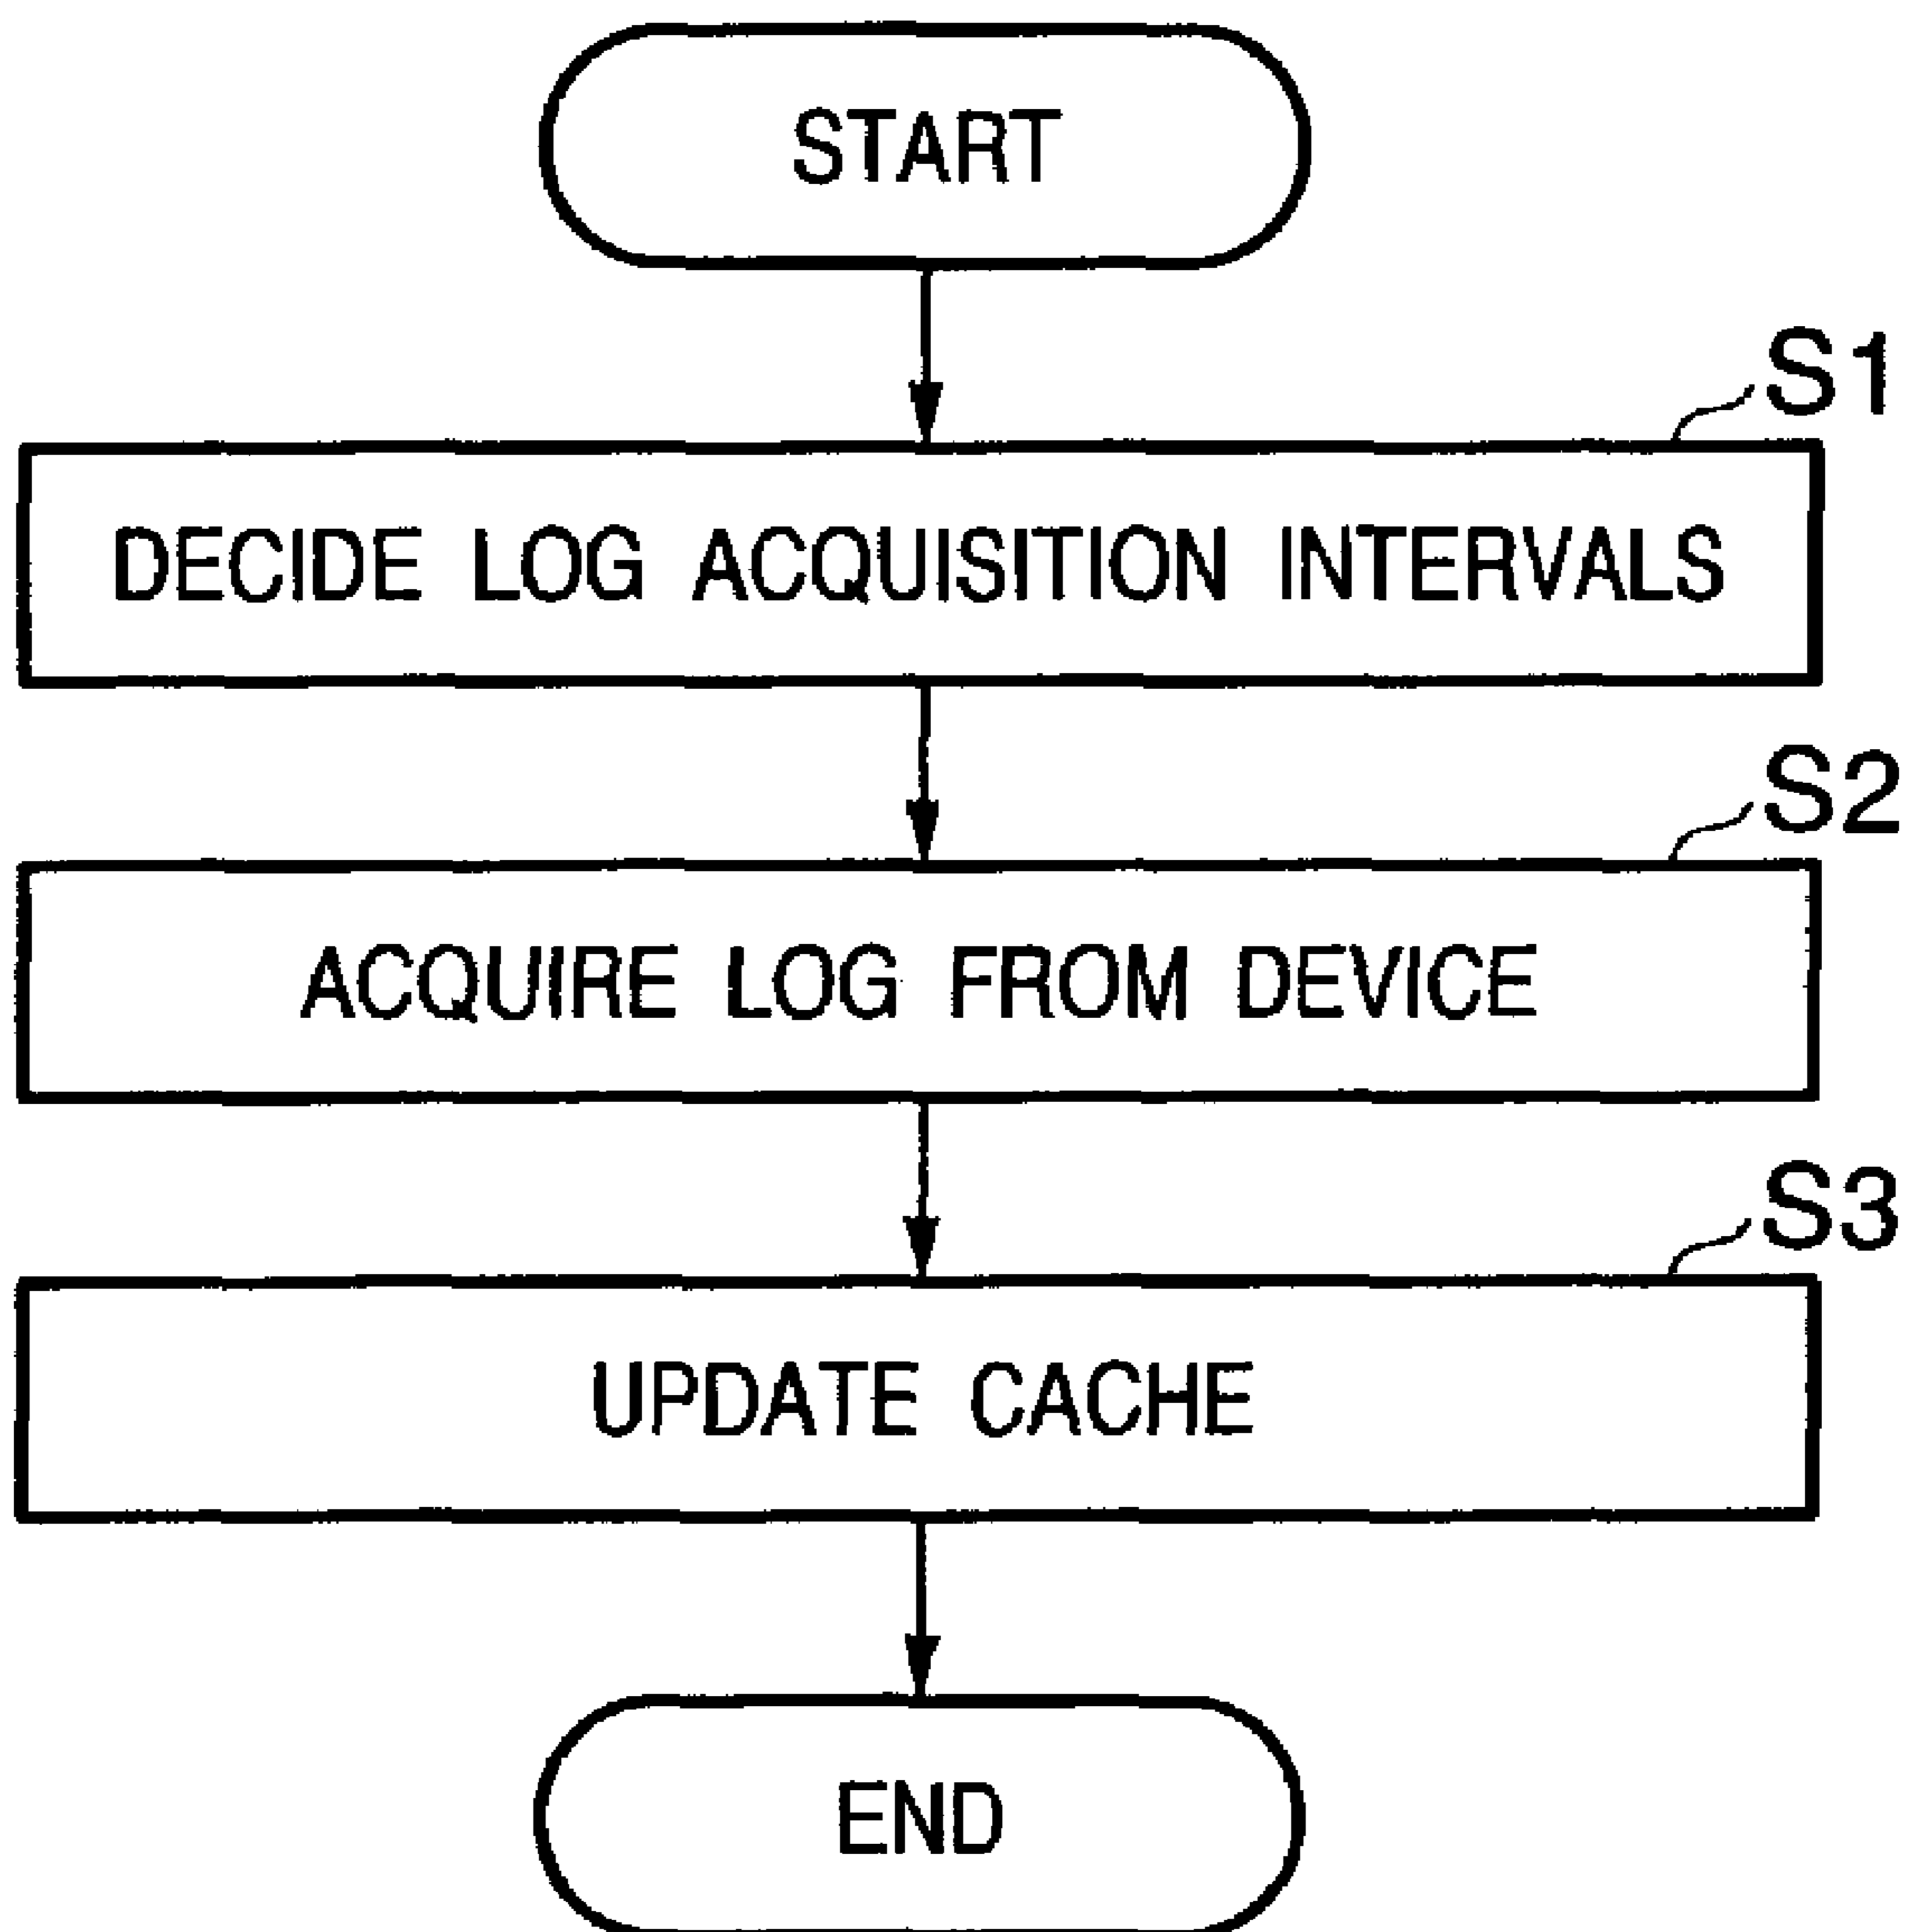 START
S1
DECIDE LOG ACQUISITION INTERVALS
S2
ACQUIRE LOG FROM DEVICE
S3
UPDATE CACHE
END